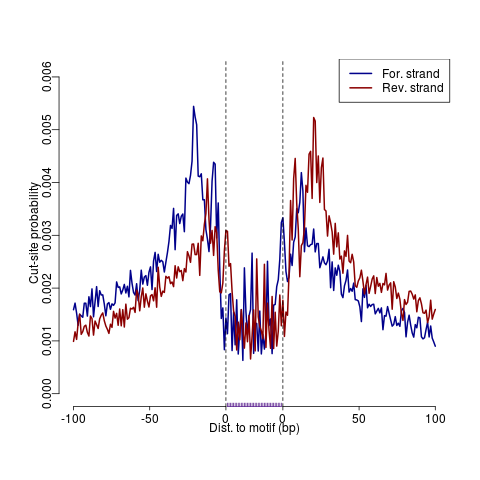 For. strand
Rev. strand
Cut-site probability
0.006
0.005
0.004
0.003
0.002
0.001
0.000
-100 -50 0 0 50 100
Dist. to motif (bp)